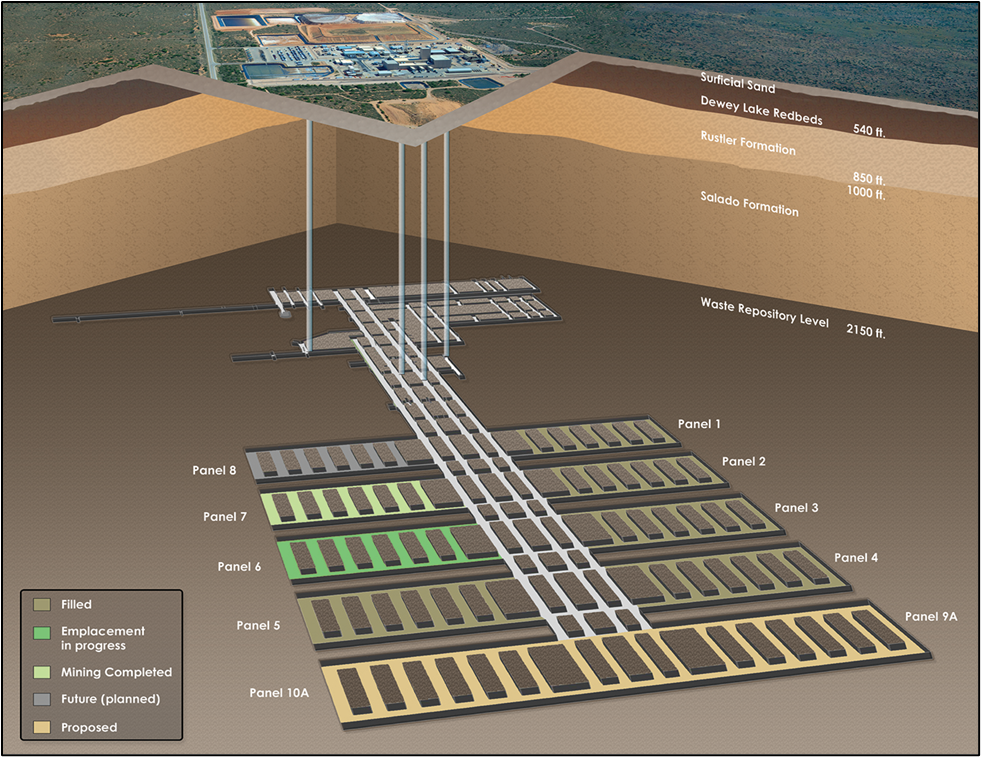 Surficial Sand
Dewey Lake Redbeds
540 ft.
Rustler Formation
850 ft.
1000 ft.
Salado Formation
Waste Repository Level
2150 ft.
Panel 1
Panel 8
Panel 2
Panel 7
Panel 3
Panel 6
Panel 4
Panel 5
Panel 9A
Panel 10A
Filled
Emplacement
in progress
Mining Completed
Future (planned)
Proposed